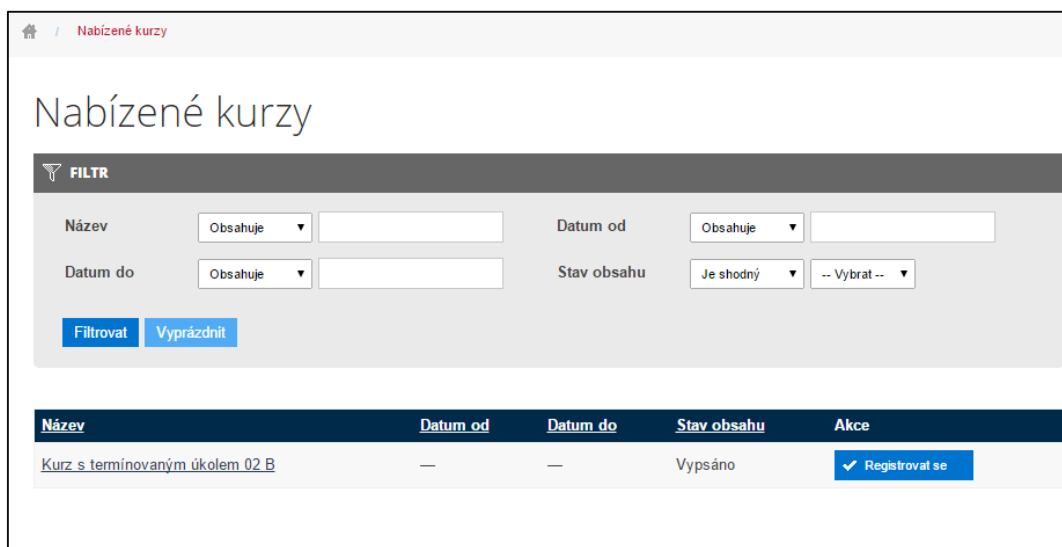 / Nabízené kurzy
Nabízené kurzy
FILTR
Název Obsahuje Datum od Obsahuje
Datum do Obsahuje Stav obsahu Je shodný -- Vybrat --
Filtrovat Vyprázdnit
Název Datum od Datum do Stav obsahu Akce
Kurz s termínovaným úkolem 02 B — — Vypsáno Registrovat se